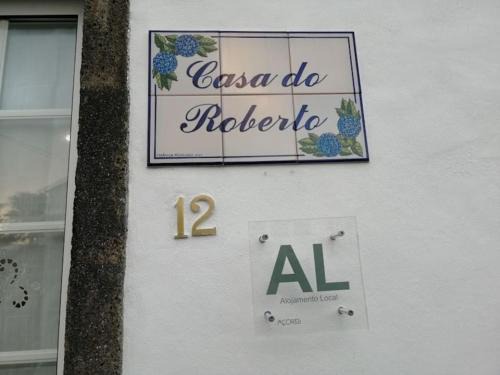 Casa do
Roberto
12
AL
Alojamento Local
AÇORES